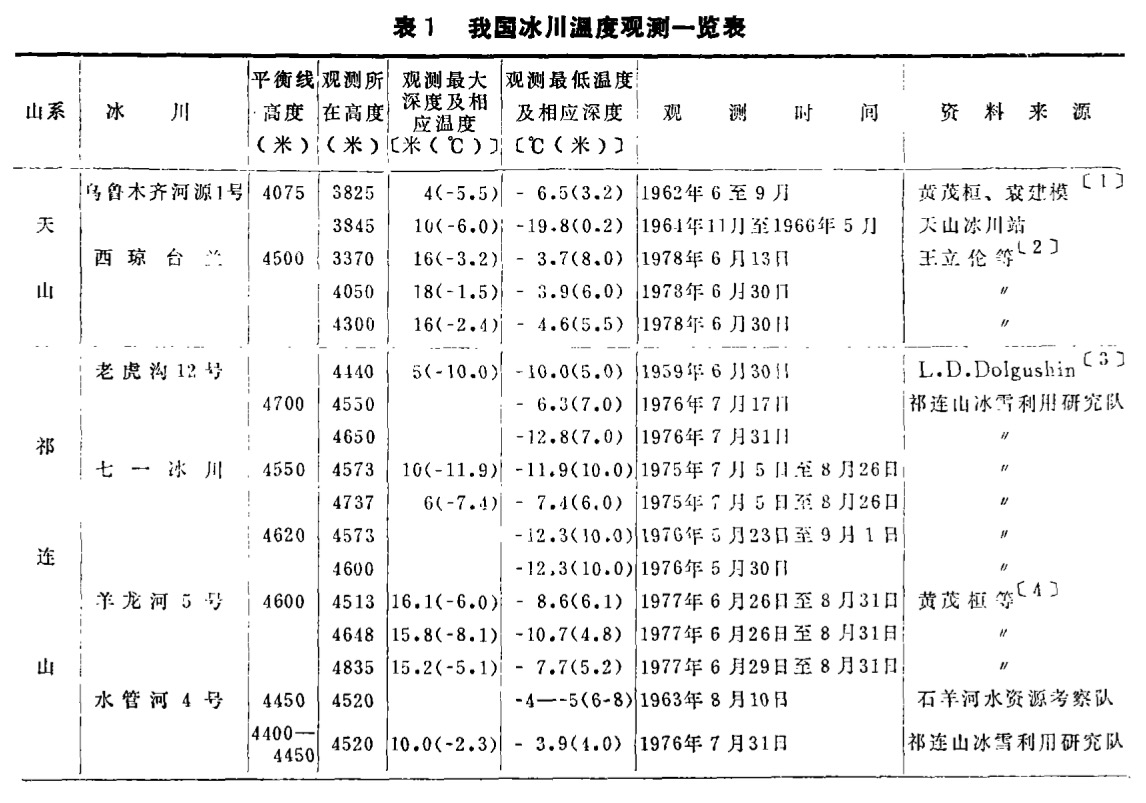 表1 我国冰川温度观测一览表
山系 冰川 平衡线高度(米) 观测所在高度(米) 观测最大深度及相应温度〔米(℃)〕 观测最低温度及相应深度〔℃(米)〕 观测时间 资料来源
天山 乌鲁木齐河源1号 4075 3825 4(-5.5) -6.5(3.2) 1962年6至9月 黄茂桓、袁建模〔1〕
3845 10(-6.0) -19.8(0.2) 1964年11月至1966年5月 天山冰川站
西琼台兰 4500 3370 16(-3.2) -3.7(8.0) 1978年6月13日 王立伦等〔2〕
4050 18(-1.5) -3.9(6.0) 1978年6月30日 〃
4300 16(-2.4) -4.6(5.5) 1978年6月30日 〃
祁连山 老虎沟12号 4440 5(-10.0) -10.0(5.0) 1959年6月30日 L.D.Dolgushin〔3〕
4700 4550 -6.3(7.0) 1976年7月17日 祁连山冰雪利用研究队
4650 -12.8(7.0) 1976年7月31日 〃
七一冰川 4550 4573 10(-11.9) -11.9(10.0) 1975年7月5日至8月26日 〃
4737 6(-7.4) -7.4(6.0) 1975年7月5日至8月26日 〃
4620 4573 -12.3(10.0) 1976年5月23日至9月1日 〃
4600 -12.3(10.0) 1976年5月30日 〃
羊龙河5号 4600 4513 16.1(-6.0) -8.6(6.1) 1977年6月26日至8月31日 黄茂桓等〔4〕
4648 15.8(-8.1) -10.7(4.8) 1977年6月26日至8月31日 〃
4835 15.2(-5.1) -7.7(5.2) 1977年6月29日至8月31日 〃
水管河4号 4450 4520 -4—-5(6-8) 1963年8月10日 石羊河水资源考察队
4400—4450 4520 10.0(-2.3) -3.9(4.0) 1976年7月31日 祁连山冰雪利用研究队